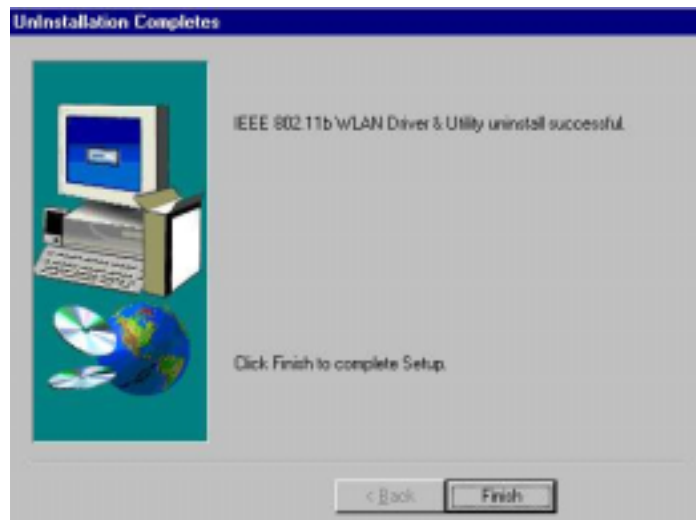 UnInstallation Completes
IEEE 802.11b WLAN Driver & Utility uninstall successful.
Click Finish to complete Setup.
< Back
Finish